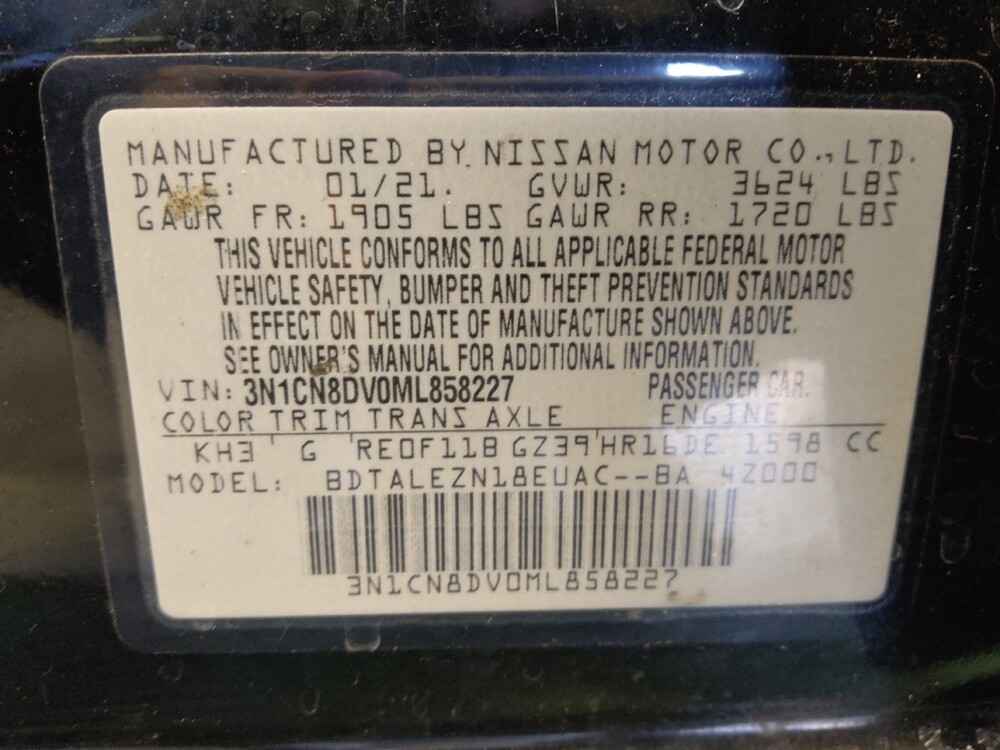 MANUFACTURED BY NISSAN MOTOR CO., LTD.
DATE: 01/21. GVWR: 3624 LBS
GAWR FR: 1905 LBS GAWR RR: 1720 LBS
THIS VEHICLE CONFORMS TO ALL APPLICABLE FEDERAL MOTOR
VEHICLE SAFETY, BUMPER AND THEFT PREVENTION STANDARDS
IN EFFECT ON THE DATE OF MANUFACTURE SHOWN ABOVE.
SEE OWNER'S MANUAL FOR ADDITIONAL INFORMATION.
VIN: 3N1CN8DV0ML858227 PASSENGER CAR.
COLOR TRIM TRANS AXLE ENGINE
KH3 ' G 'RE0F11B GZ39'HR16DE 1598 CC
MODEL: BDTALEZN18EUAC--BA 42000
3N1CN8DV0ML858227